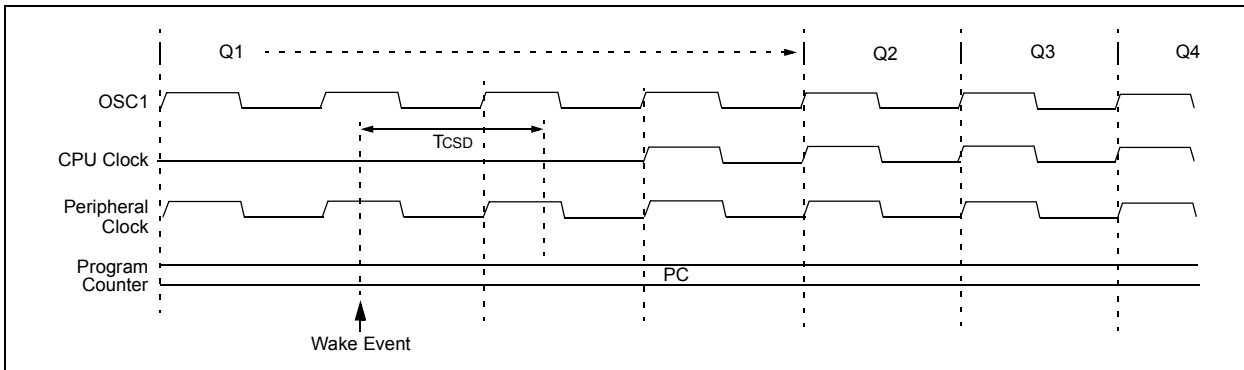 Q1 Q2 Q3 Q4
OSC1
TCSD
CPU Clock
Peripheral
Clock
Program
Counter
PC
Wake Event